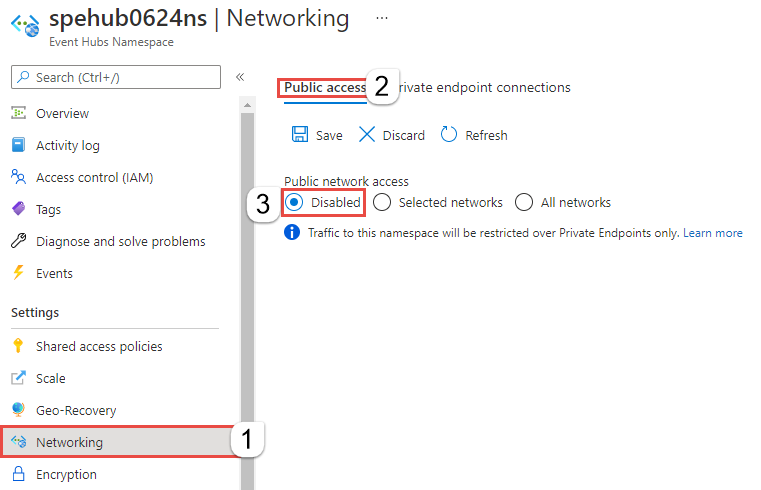 spehub0624ns | Networking ...
Event Hubs Namespace
Search (Ctrl+/) «
Overview
Activity log
Access control (IAM)
Tags
Diagnose and solve problems
Events
Settings
Shared access policies
Scale
Geo-Recovery
Networking 1
Encryption
Public access 2 rivate endpoint connections
Save Discard Refresh
Public network access
3 Disabled Selected networks All networks
Traffic to this namespace will be restricted over Private Endpoints only. Learn more